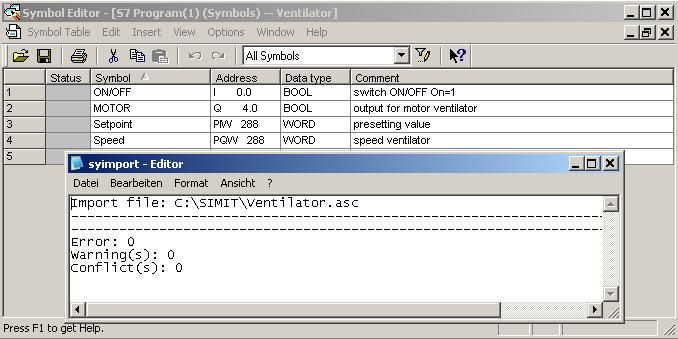 Symbol Editor - [S7 Program(1) (Symbols) -- Ventilator]
Symbol Table Edit Insert View Options Window Help
All Symbols
Status Symbol Address Data type Comment
1 ON/OFF I 0.0 BOOL switch ON/OFF On=1
2 MOTOR Q 4.0 BOOL output for motor ventilator
3 Setpoint PIW 288 WORD presetting value
4 Speed PQW 288 WORD speed ventilator
5
syimport - Editor
Datei Bearbeiten Format Ansicht ?
Import file: C:\SIMIT\Ventilator.asc
Error: 0
Warning(s): 0
Conflict(s): 0
Press F1 to get Help.